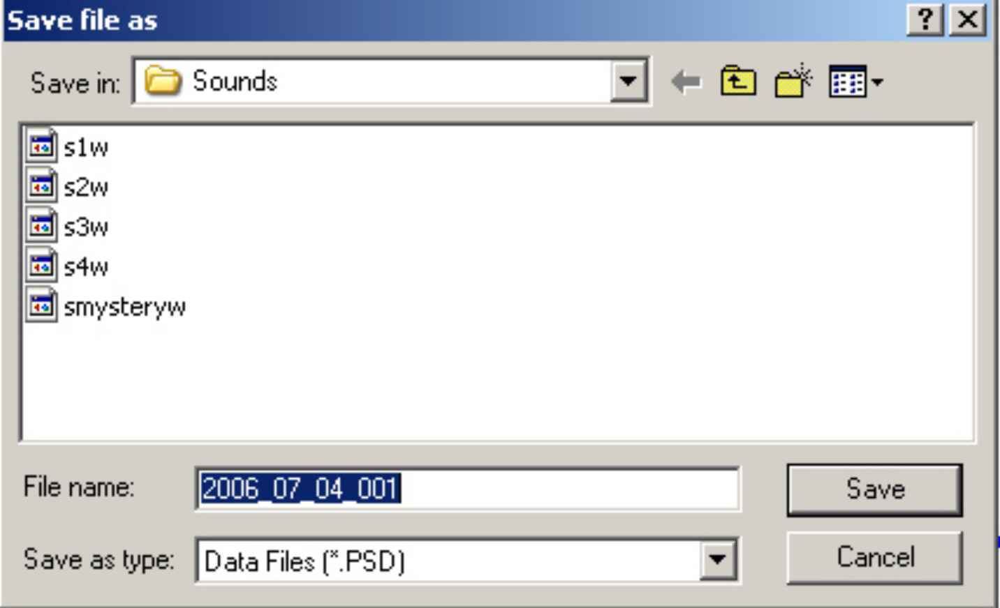 Save file as
Save in: Sounds
s1w
s2w
s3w
s4w
smysteryw
File name: 2006_07_04_001 Save
Save as type: Data Files (*.PSD) Cancel